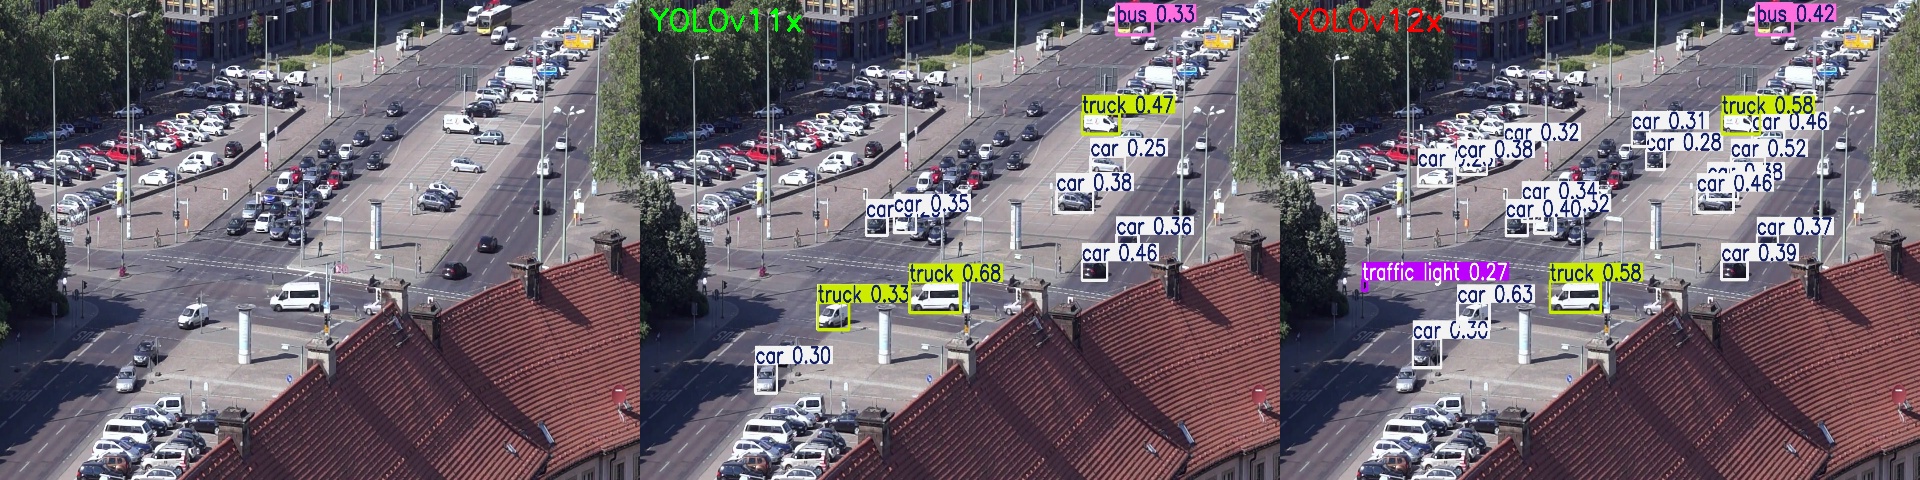 YOLOv11x
bus 0.33
truck 0.47
car 0.25
car 0.38
car
car 0.35
car 0.36
car 0.46
truck 0.68
truck 0.33
car 0.30
YOLOv12x
bus 0.42
truck 0.58
car 0.31
0.46
car 0.32
car 0.28
car 0.38
car 0.52
car
car 0.46
car 0.34
car 0.40
car 0.37
car 0.39
traffic light 0.27
truck 0.58
car 0.63
car 0.30